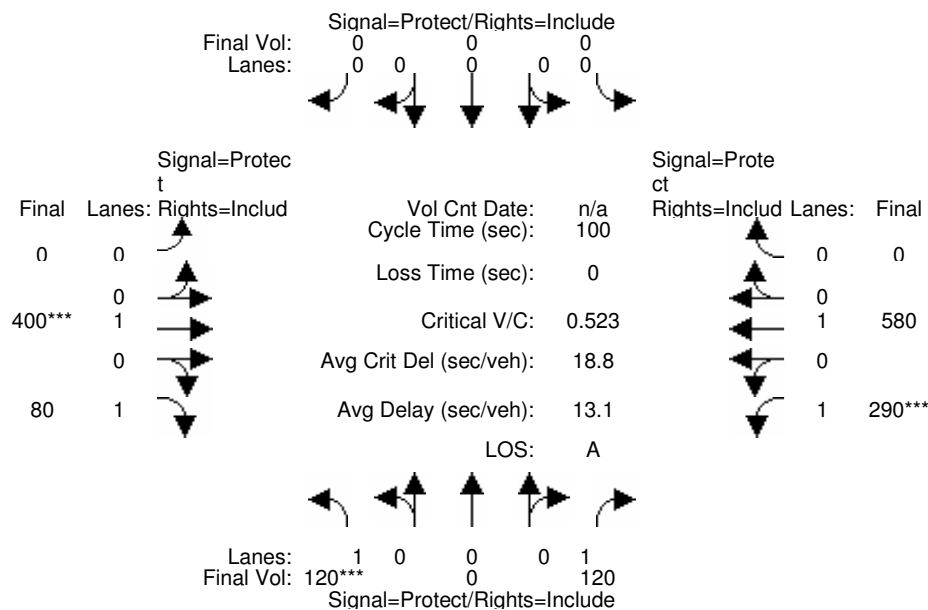 Signal=Protect/Rights=Include
Final Vol: 0 0 0
Lanes: 0 0 0 0 0
Signal=Protec
t
Signal=Prote
ct
Final Lanes: Rights=Includ Vol Cnt Date: n/a Rights=Includ Lanes: Final
Cycle Time (sec): 100
0 0 0 0
Loss Time (sec): 0
0 0
400*** 1 Critical V/C: 0.523 1 580
0 Avg Crit Del (sec/veh): 18.8 0
80 1 Avg Delay (sec/veh): 13.1 1 290***
LOS: A
Lanes: 1 0 0 0 1
Final Vol: 120*** 0 120
Signal=Protect/Rights=Include